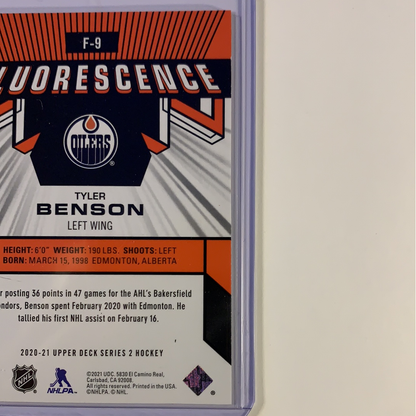 F-9
UORESCENCE
OILERS
TYLER
BENSON
LEFT WING
HEIGHT: 6'0" WEIGHT: 190 LBS. SHOOTS: LEFT
BORN: MARCH 15, 1998 EDMONTON, ALBERTA
r posting 36 points in 47 games for the AHL's Bakersfield
ondors, Benson spent February 2020 with Edmonton. He
tallied his first NHL assist on February 16.
2020-21 UPPER DECK SERIES 2 HOCKEY
©2021 UDC. 5830 El Camino Real,
Carlsbad, CA 92008
All rights reserved. Printed in the USA.
©NHLPA. © NHL.
NHL
NHLPA